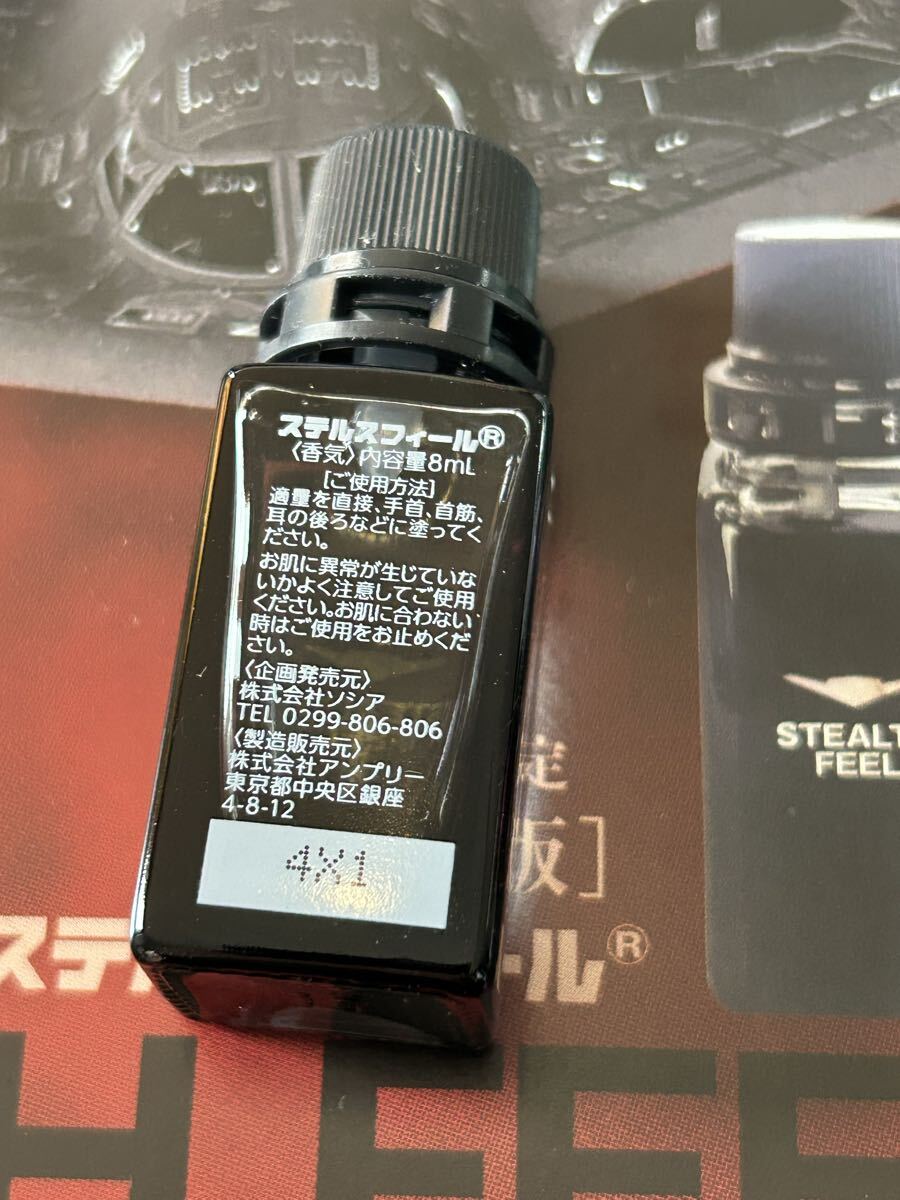 ステルスフィール®
〈香気〉内容量8mL
[ご使用方法]
適量を直接、手首、首筋、
耳の後ろなどに塗ってく
ださい。
お肌に異常が生じていな
いかよく注意してご使用
ください。お肌に合わない
時はご使用をお止めくだ
さい。
〈企画発売元〉
株式会社ソシア
TEL 0299-806-806
〈製造販売元〉
株式会社アンプリー
東京都中央区銀座
4-8-12
4X1
STEALT
FEEL
定
版]
ステ
ール®
H FEE